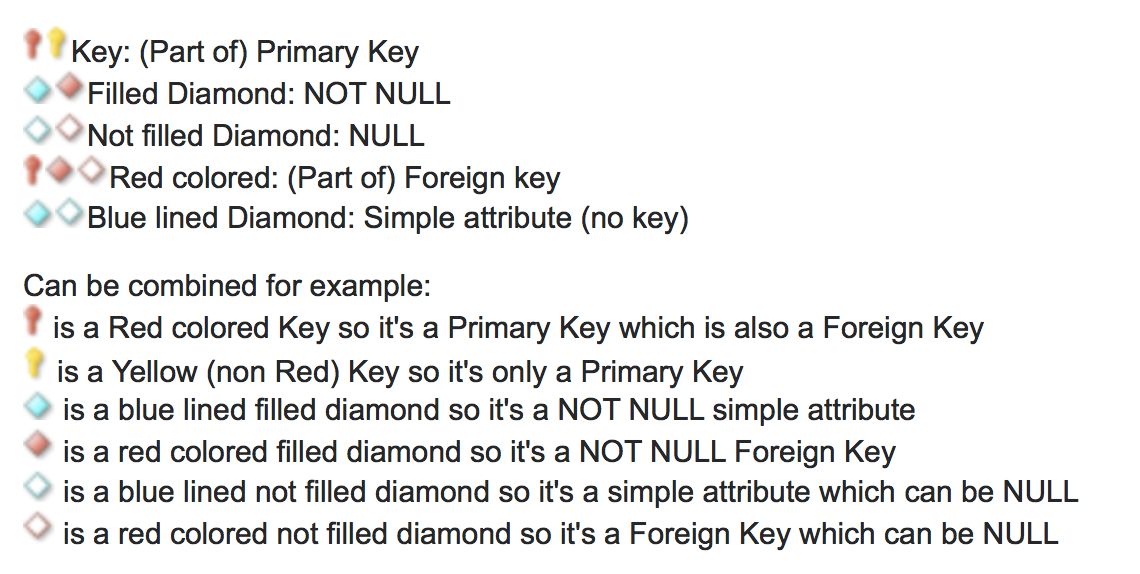 Key: (Part of) Primary Key
Filled Diamond: NOT NULL
Not filled Diamond: NULL
Red colored: (Part of) Foreign key
Blue lined Diamond: Simple attribute (no key)
Can be combined for example:
is a Red colored Key so it's a Primary Key which is also a Foreign Key
is a Yellow (non Red) Key so it's only a Primary Key
is a blue lined filled diamond so it's a NOT NULL simple attribute
is a red colored filled diamond so it's a NOT NULL Foreign Key
is a blue lined not filled diamond so it's a simple attribute which can be NULL
is a red colored not filled diamond so it's a Foreign Key which can be NULL